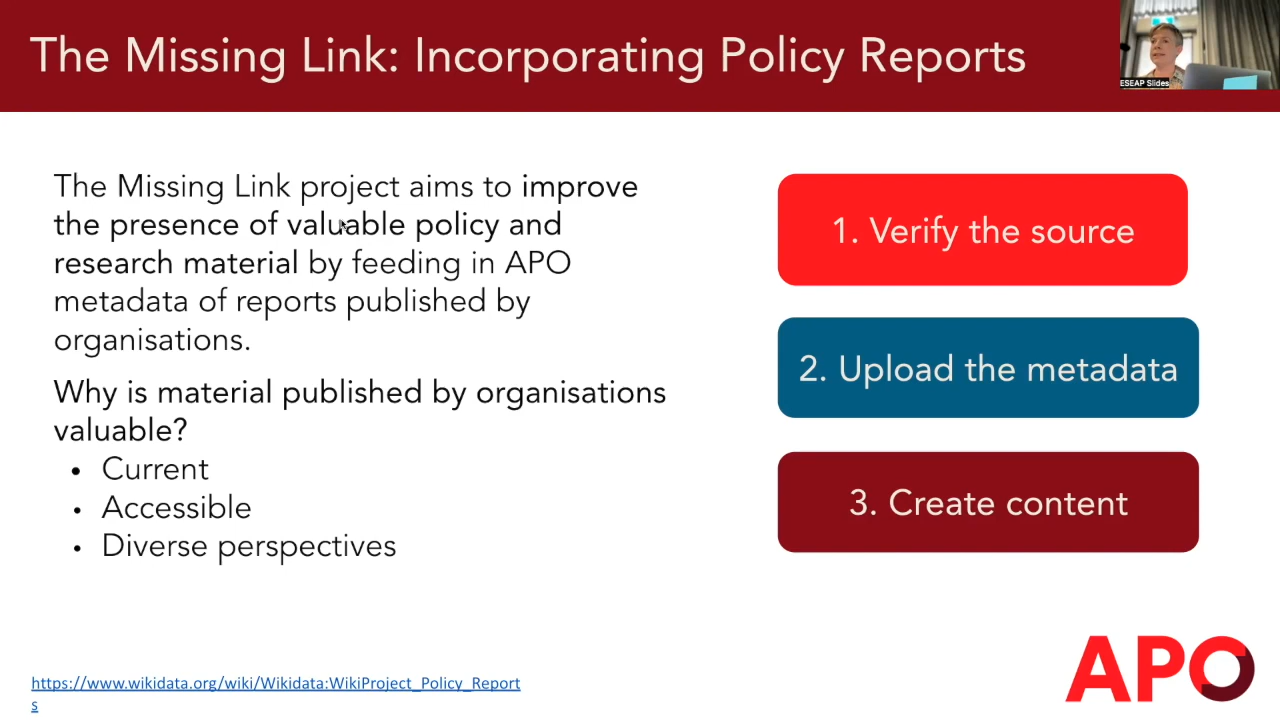 The Missing Link: Incorporating Policy Reports
ESEAP Slides
The Missing Link project aims to improve
the presence of valuable policy and
research material by feeding in APO
metadata of reports published by
organisations.
Why is material published by organisations
valuable?
• Current
• Accessible
• Diverse perspectives
1. Verify the source
2. Upload the metadata
3. Create content
https://www.wikidata.org/wiki/Wikidata:WikiProject_Policy_Report
s
APO